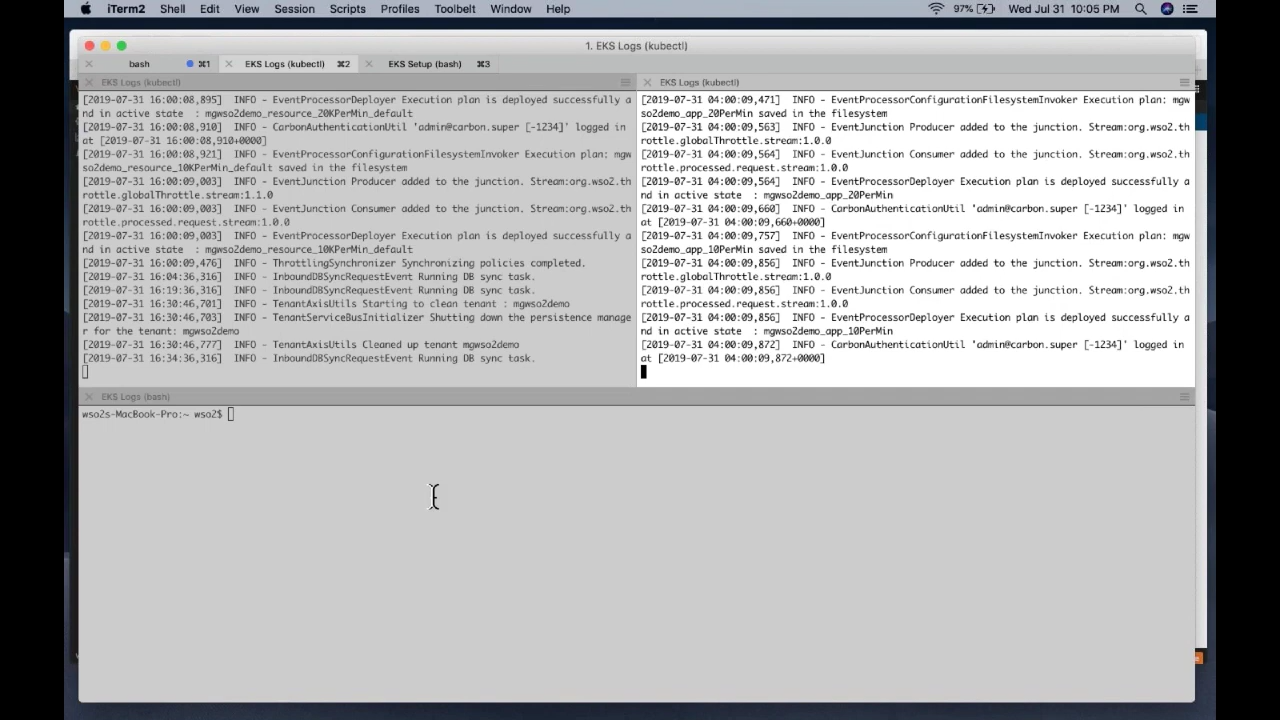 iTerm2 Shell Edit View Session Scripts Profiles Toolbelt Window Help 97% Wed Jul 31 10:05 PM
1. EKS Logs (kubectl)
bash ⌘1 EKS Logs (kubectl) ⌘2 EKS Setup (bash) ⌘3
EKS Logs (kubectl)
[2019-07-31 16:00:08,895]  INFO - EventProcessorDeployer Execution plan is deployed successfully a
nd in active state  : mgwso2demo_resource_20KPerMin_default
[2019-07-31 16:00:08,910]  INFO - CarbonAuthenticationUtil 'admin@carbon.super [-1234]' logged in
at [2019-07-31 16:00:08,910+0000]
[2019-07-31 16:00:08,921]  INFO - EventProcessorConfigurationFilesystemInvoker Execution plan: mgw
so2demo_resource_10KPerMin_default saved in the filesystem
[2019-07-31 16:00:09,003]  INFO - EventJunction Producer added to the junction. Stream:org.wso2.th
rottle.globalThrottle.stream:1.1.0
[2019-07-31 16:00:09,003]  INFO - EventJunction Consumer added to the junction. Stream:org.wso2.th
rottle.processed.request.stream:1.0.0
[2019-07-31 16:00:09,003]  INFO - EventProcessorDeployer Execution plan is deployed successfully a
nd in active state  : mgwso2demo_resource_10KPerMin_default
[2019-07-31 16:00:09,476]  INFO - ThrottlingSynchronizer Synchronizing policies completed.
[2019-07-31 16:04:36,316]  INFO - InboundDBSyncRequestEvent Running DB sync task.
[2019-07-31 16:19:36,316]  INFO - InboundDBSyncRequestEvent Running DB sync task.
[2019-07-31 16:30:46,701]  INFO - TenantAxisUtils Starting to clean tenant : mgwso2demo
[2019-07-31 16:30:46,703]  INFO - TenantServiceBusInitializer Shutting down the persistence manage
r for the tenant: mgwso2demo
[2019-07-31 16:30:46,777]  INFO - TenantAxisUtils Cleaned up tenant mgwso2demo
[2019-07-31 16:34:36,316]  INFO - InboundDBSyncRequestEvent Running DB sync task.
EKS Logs (kubectl)
[2019-07-31 04:00:09,471]  INFO - EventProcessorConfigurationFilesystemInvoker Execution plan: mgw
so2demo_app_20PerMin saved in the filesystem
[2019-07-31 04:00:09,563]  INFO - EventJunction Producer added to the junction. Stream:org.wso2.th
rottle.globalThrottle.stream:1.0.0
[2019-07-31 04:00:09,564]  INFO - EventJunction Consumer added to the junction. Stream:org.wso2.th
rottle.processed.request.stream:1.0.0
[2019-07-31 04:00:09,564]  INFO - EventProcessorDeployer Execution plan is deployed successfully a
nd in active state  : mgwso2demo_app_20PerMin
[2019-07-31 04:00:09,660]  INFO - CarbonAuthenticationUtil 'admin@carbon.super [-1234]' logged in
at [2019-07-31 04:00:09,660+0000]
[2019-07-31 04:00:09,757]  INFO - EventProcessorConfigurationFilesystemInvoker Execution plan: mgw
so2demo_app_10PerMin saved in the filesystem
[2019-07-31 04:00:09,856]  INFO - EventJunction Producer added to the junction. Stream:org.wso2.th
rottle.globalThrottle.stream:1.0.0
[2019-07-31 04:00:09,856]  INFO - EventJunction Consumer added to the junction. Stream:org.wso2.th
rottle.processed.request.stream:1.0.0
[2019-07-31 04:00:09,856]  INFO - EventProcessorDeployer Execution plan is deployed successfully a
nd in active state  : mgwso2demo_app_10PerMin
[2019-07-31 04:00:09,872]  INFO - CarbonAuthenticationUtil 'admin@carbon.super [-1234]' logged in
at [2019-07-31 04:00:09,872+0000]
EKS Logs (bash)
wso2s-MacBook-Pro:~ wso2$